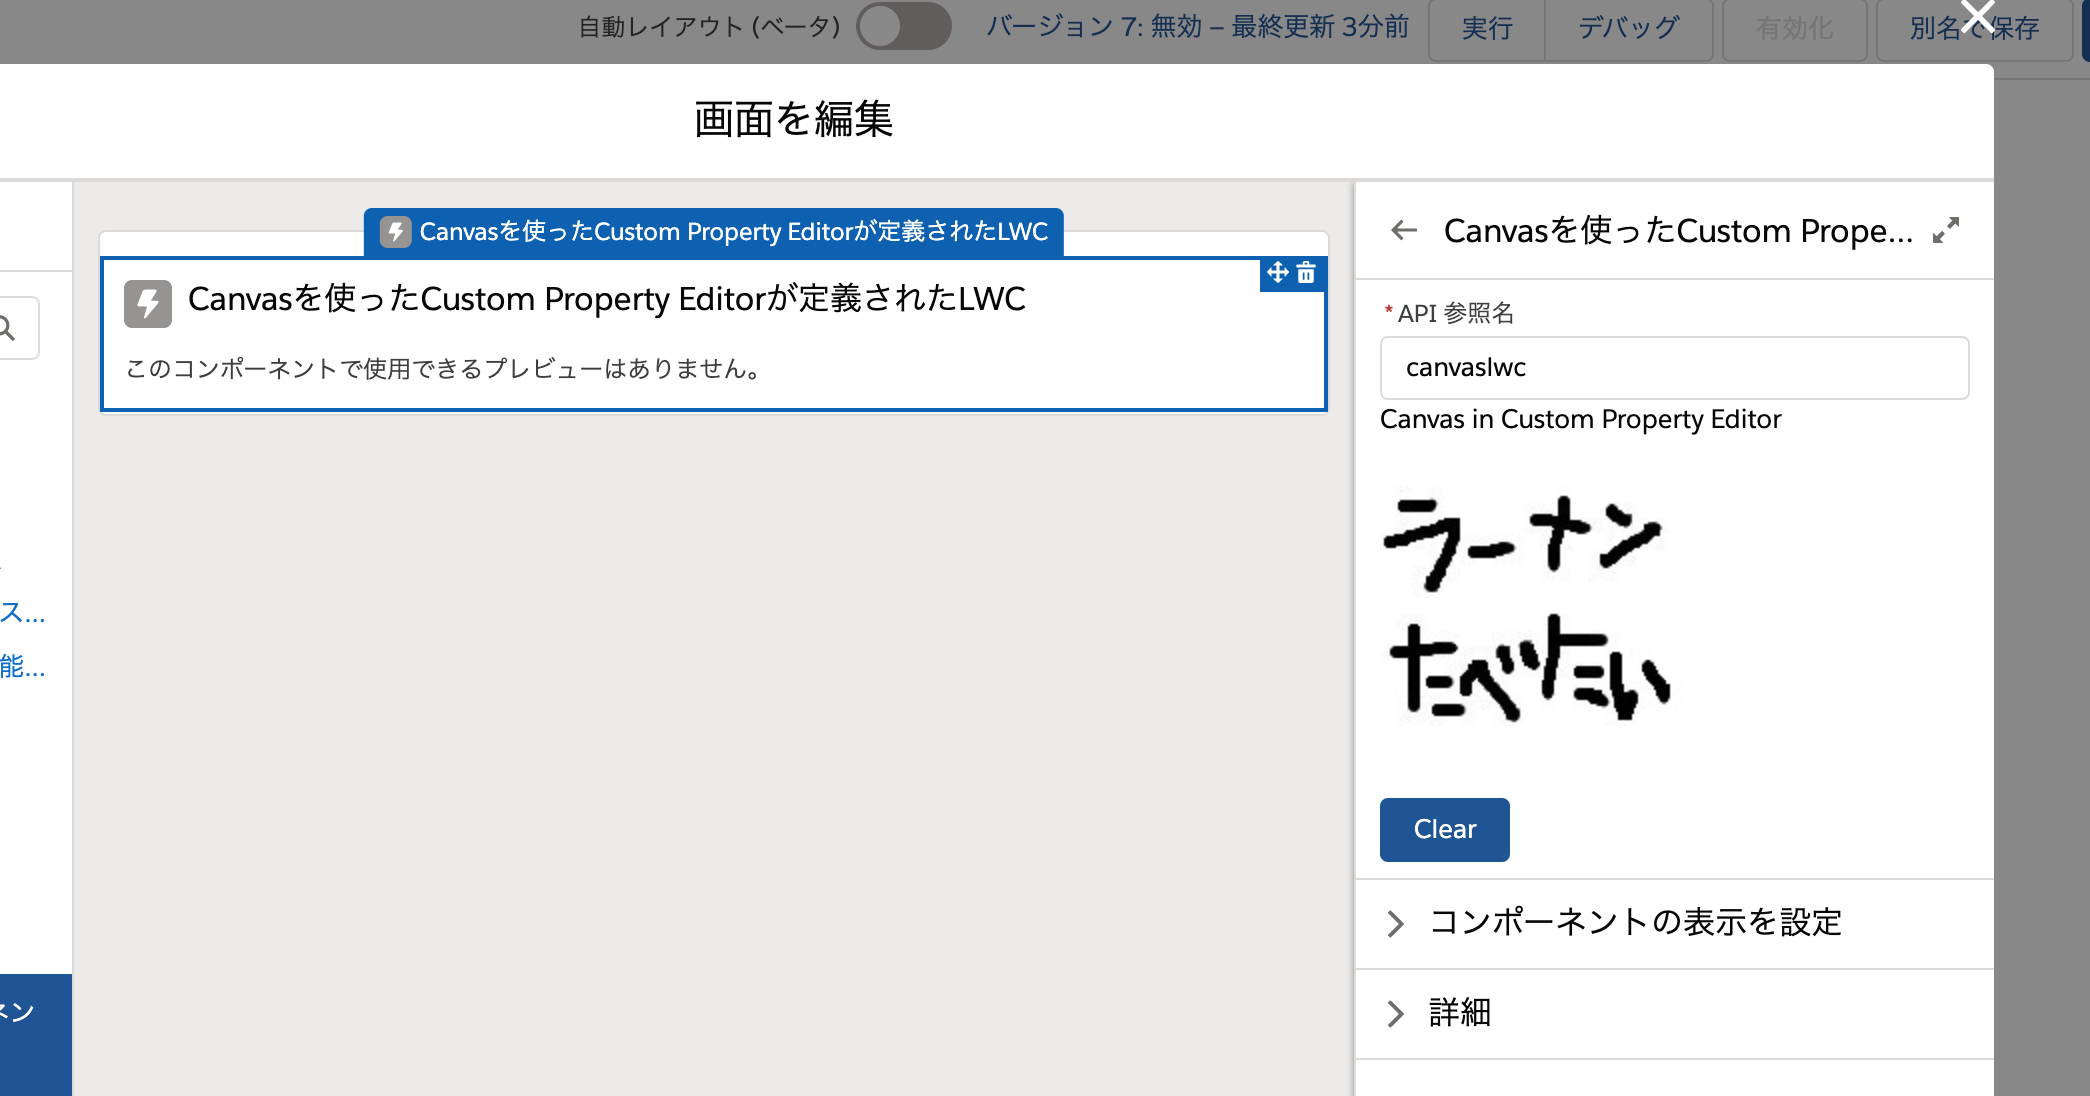 自動レイアウト (ベータ)
バージョン 7: 無効 – 最終更新 3分前
実行
デバッグ
有効化
別名で保存
画面を編集
ス...
能...
Canvasを使ったCustom Property Editorが定義されたLWC
Canvasを使ったCustom Property Editorが定義されたLWC
このコンポーネントで使用できるプレビューはありません。
Canvasを使ったCustom Prope...
*API 参照名
canvaslwc
Canvas in Custom Property Editor
ラーメン
たべりたい
Clear
コンポーネントの表示を設定
詳細